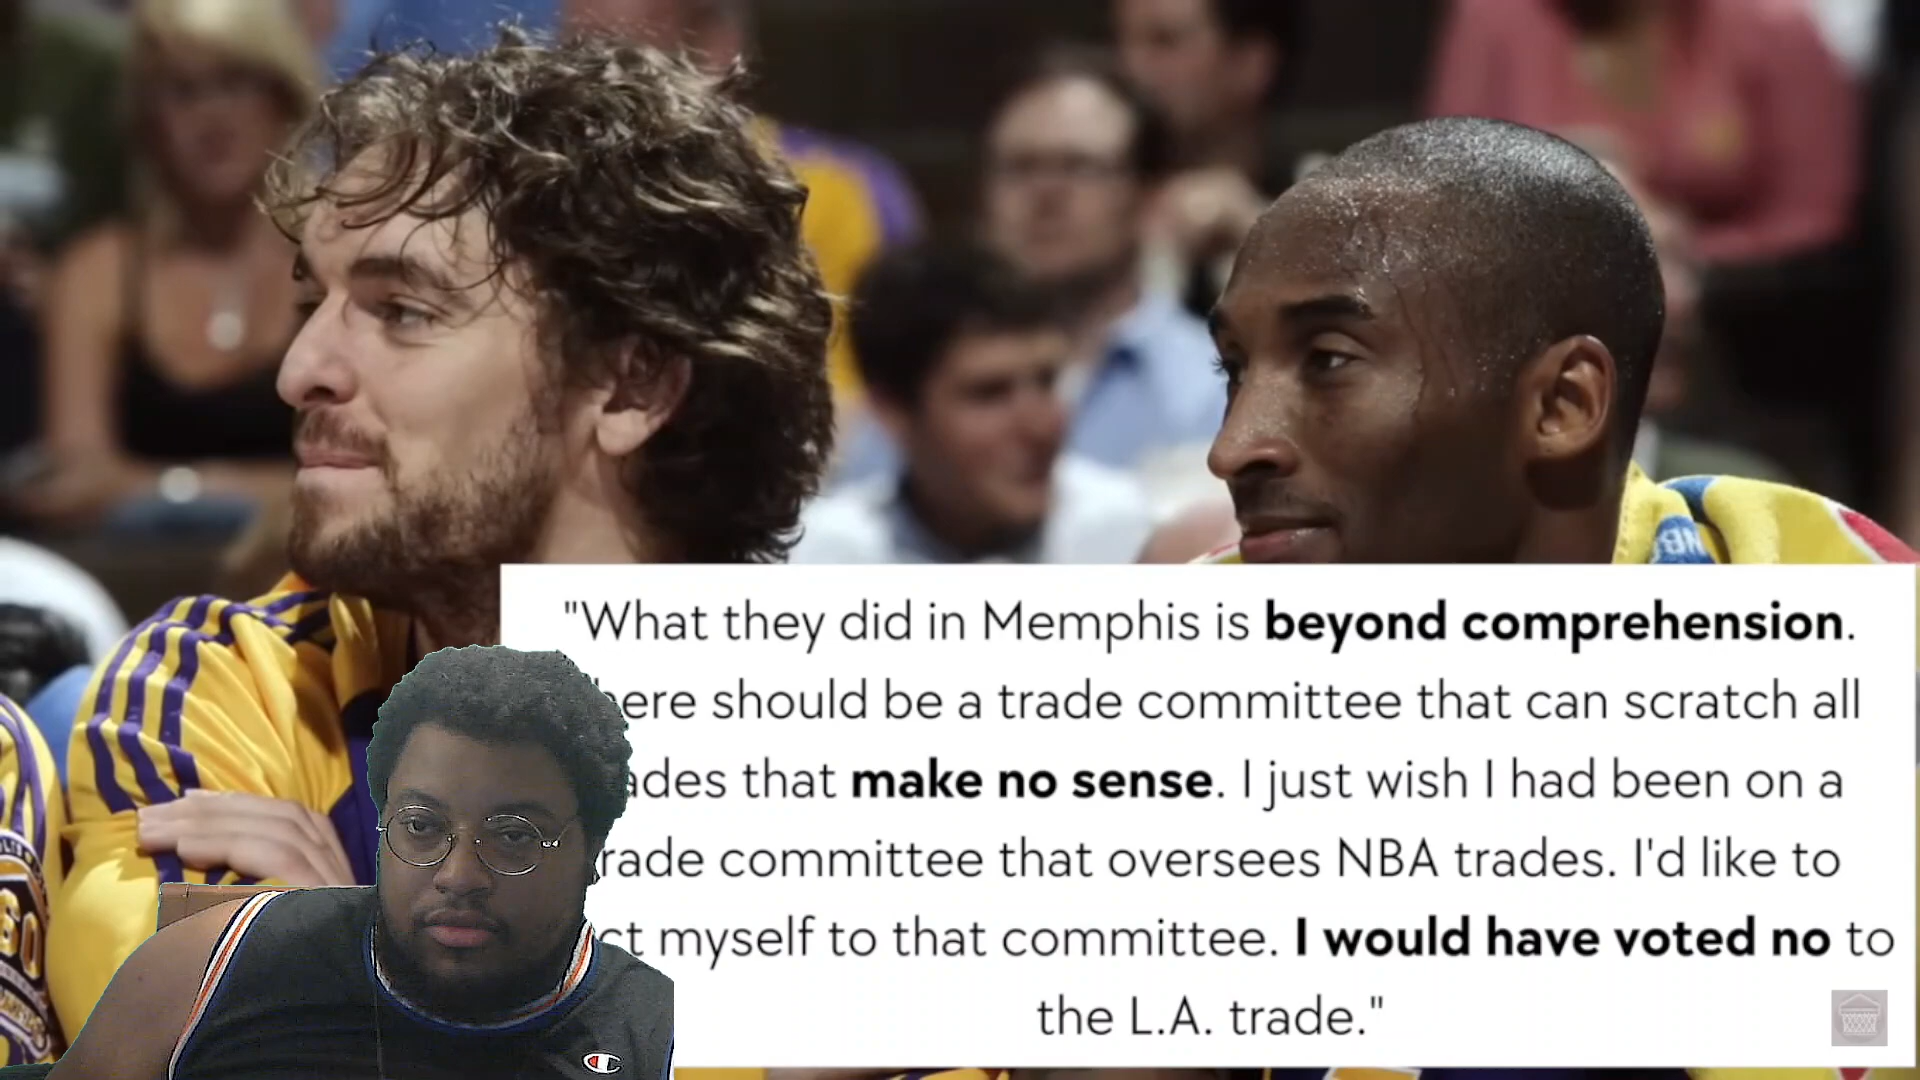 "What they did in Memphis is beyond comprehension.
should be a trade committee that can scratch all
that make no sense. I just wish I had been on a
committee that oversees NBA trades. I'd like to
myself to that committee. I would have voted no to
the L.A. trade."
60
NB